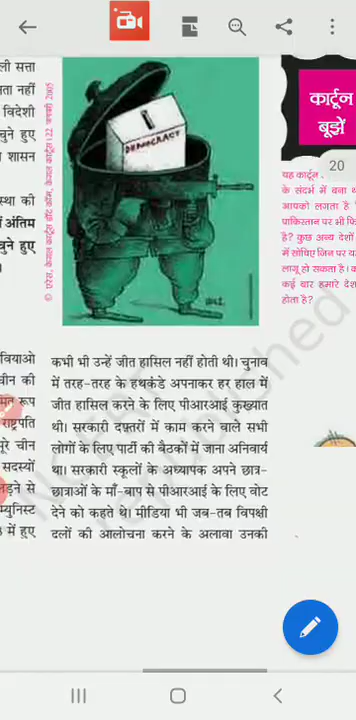 ली सत्ता
ता नहीं
विदेशी
चुने हुए
शासन
स्था की
अंतिम
चुने हुए
DEMOCRACY
कार्टून
बूझें
20
यह कार्टून
के संदर्भ में बना
आपको लगता है
पाकिस्तान पर भी
है? कुछ अन्य देशों
में सोचिए जिन पर
लागू हो सकता है।
कई बार हमारे देश
होता है?
वियाओ
चीन की
रूप
राष्ट्रपति
पूरे चीन
सदस्यों
लड़ने से
म्युनिस्ट
में हुए
कभी भी उन्हें जीत हासिल नहीं होती थी। चुनाव
में तरह-तरह के हथकंडे अपनाकर हर हाल में
जीत हासिल करने के लिए पीआरआई कुख्यात
थी। सरकारी दफ़्तरों में काम करने वाले सभी
लोगों के लिए पार्टी की बैठकों में जाना अनिवार्य
था। सरकारी स्कूलों के अध्यापक अपने छात्र-
छात्राओं के माँ-बाप से पीआरआई के लिए वोट
देने को कहते थे। मीडिया भी जब-तब विपक्षी
दलों की आलोचना करने के अलावा उनकी